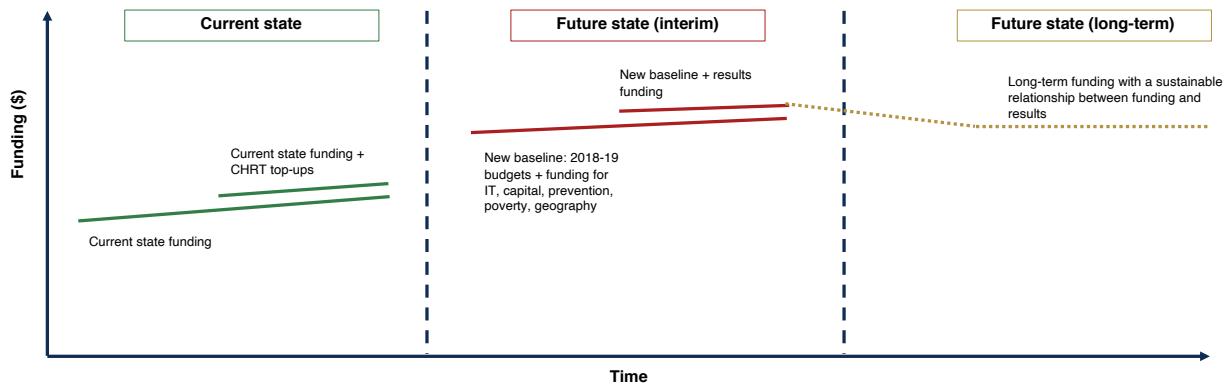 Current state
Future state (interim)
Future state (long-term)
Funding ($)
New baseline + results
funding
Long-term funding with a sustainable
relationship between funding and
results
Current state funding +
CHRT top-ups
New baseline: 2018-19
budgets + funding for
IT, capital, prevention,
poverty, geography
Current state funding
Time